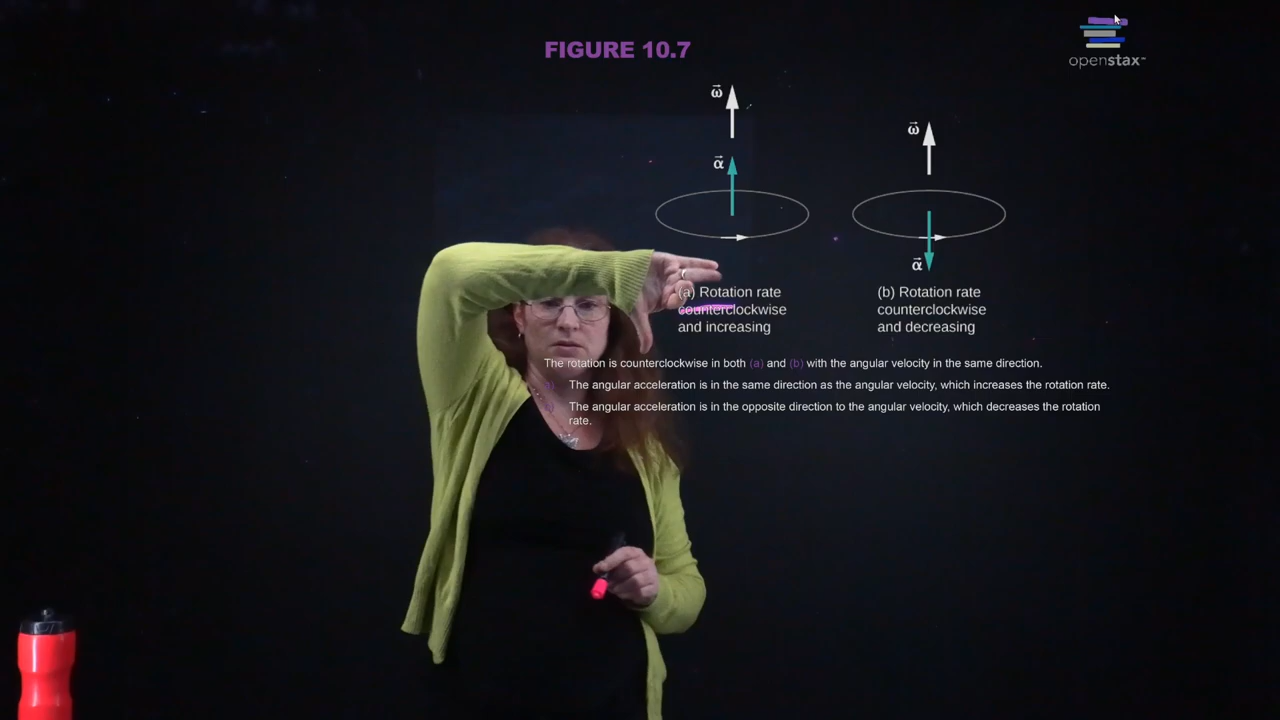 FIGURE 10.7
openstax™
ω⃗
ω⃗
α⃗
α⃗
(a) Rotation rate
counterclockwise
and increasing
(b) Rotation rate
counterclockwise
and decreasing
The rotation is counterclockwise in both (a) and (b) with the angular velocity in the same direction.
The angular acceleration is in the same direction as the angular velocity, which increases the rotation rate.
The angular acceleration is in the opposite direction to the angular velocity, which decreases the rotation
rate.